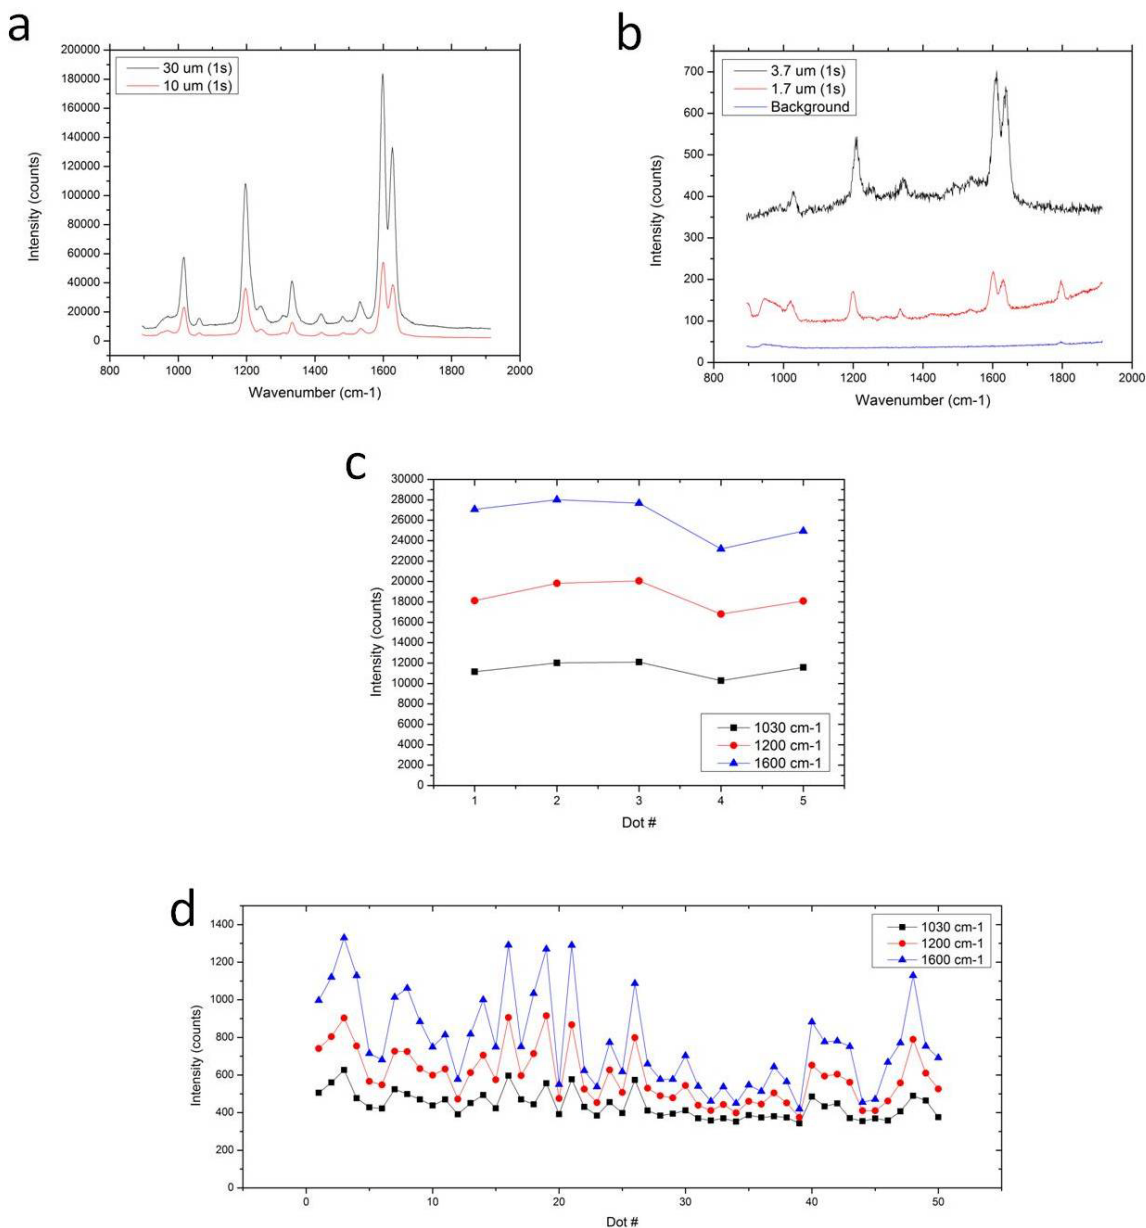 a
200000
180000
160000
140000
120000
100000
80000
60000
40000
20000
0
Intensity (counts)
30 um (1s)
10 um (1s)
800 1000 1200 1400 1600 1800 2000
Wavenumber (cm-1)
b
700
600
500
400
300
200
100
0
Intensity (counts)
3.7 um (1s)
1.7 um (1s)
Background
800 1000 1200 1400 1600 1800 2000
Wavenumber (cm-1)
c
30000
28000
26000
24000
22000
20000
18000
16000
14000
12000
10000
8000
6000
4000
2000
0
Intensity (counts)
1030 cm-1
1200 cm-1
1600 cm-1
1 2 3 4 5
Dot #
d
1400
1200
1000
800
600
400
200
0
Intensity (counts)
1030 cm-1
1200 cm-1
1600 cm-1
0 10 20 30 40 50
Dot #